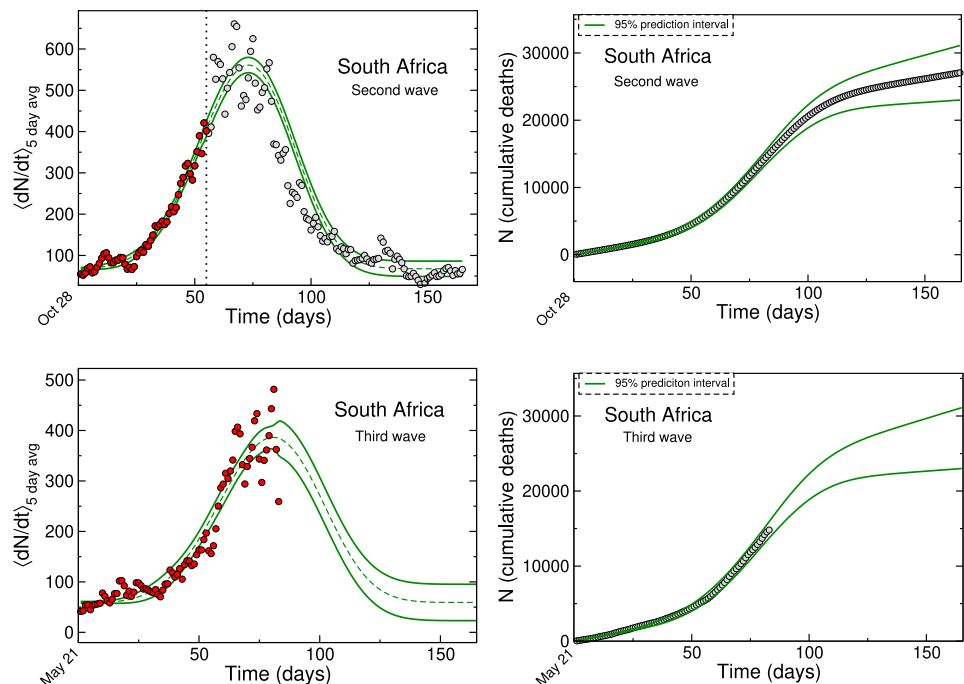 600
500
400
300
200
100
⟨dN/dt⟩5 day avg
South Africa
Second wave
50
100
150
Oct 28
Time (days)
95% prediction interval
South Africa
Second wave
30000
20000
10000
0
N (cumulative deaths)
50
100
150
Oct 28
Time (days)
500
400
300
200
100
0
⟨dN/dt⟩5 day avg
South Africa
Third wave
50
100
150
May 21
Time (days)
95% prediciton interval
South Africa
Third wave
30000
20000
10000
0
N (cumulative deaths)
50
100
150
May 21
Time (days)